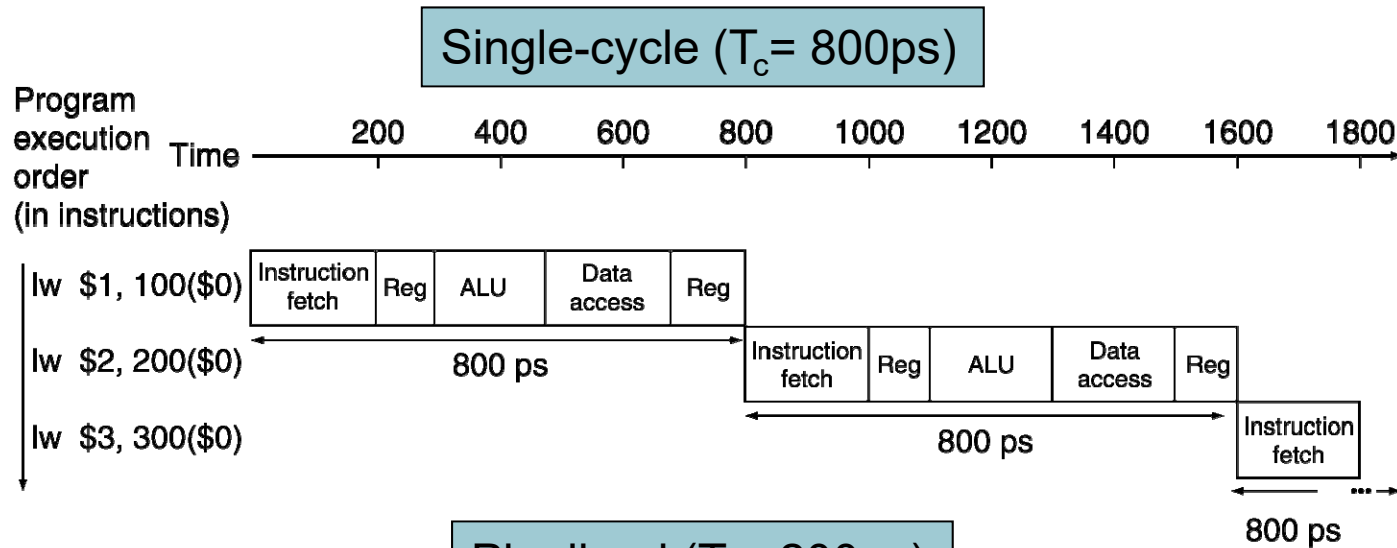 Single-cycle (Tc= 800ps)
Program
execution
order
(in instructions)
Time
200 400 600 800 1000 1200 1400 1600 1800
lw $1, 100($0)
Instruction
fetch
Reg
ALU
Data
access
Reg
800 ps
lw $2, 200($0)
Instruction
fetch
Reg
ALU
Data
access
Reg
800 ps
lw $3, 300($0)
Instruction
fetch
...
800 ps